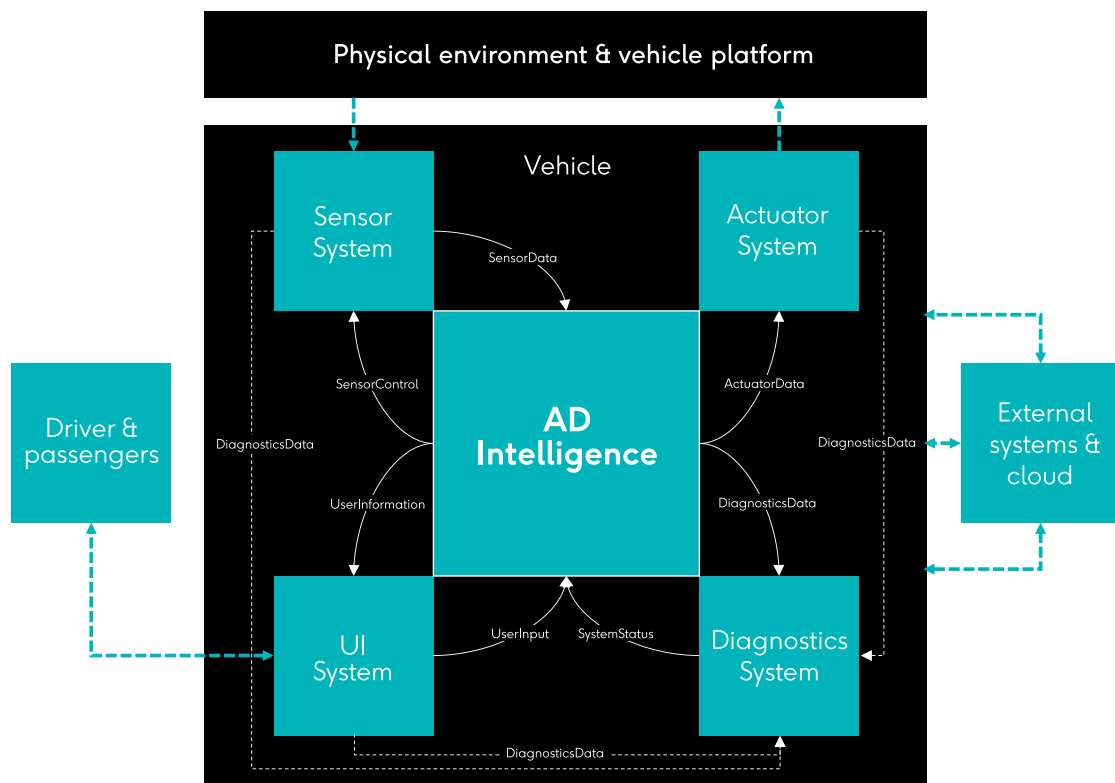 Physical environment & vehicle platform
Vehicle
Sensor
System
Actuator
System
SensorData
SensorControl
ActuatorData
AD
Intelligence
Driver &
passengers
External
systems &
cloud
DiagnosticsData
DiagnosticsData
UserInformation
DiagnosticsData
UI
System
UserInput
SystemStatus
Diagnostics
System
DiagnosticsData